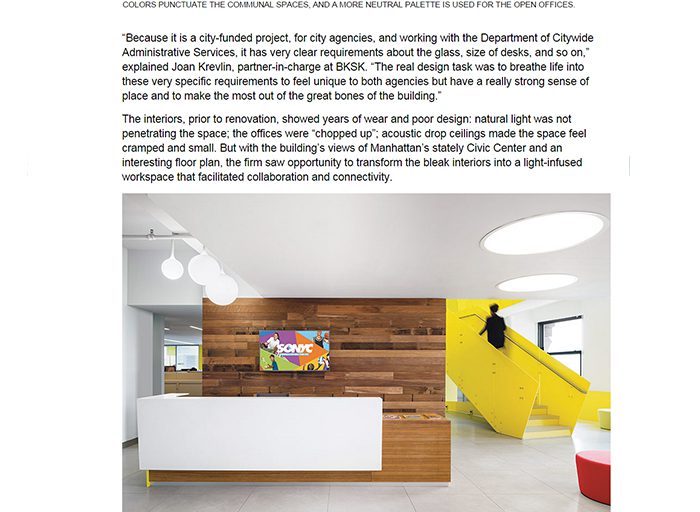 COLORS PUNCTUATE THE COMMUNAL SPACES, AND A MORE NEUTRAL PALETTE IS USED FOR THE OPEN OFFICES.
“Because it is a city-funded project, for city agencies, and working with the Department of Citywide
Administrative Services, it has very clear requirements about the glass, size of desks, and so on,”
explained Joan Krevlin, partner-in-charge at BKSK. “The real design task was to breathe life into
these very specific requirements to feel unique to both agencies but have a really strong sense of
place and to make the most out of the great bones of the building.”
The interiors, prior to renovation, showed years of wear and poor design: natural light was not
penetrating the space; the offices were “chopped up”; acoustic drop ceilings made the space feel
cramped and small. But with the building’s views of Manhattan’s stately Civic Center and an
interesting floor plan, the firm saw opportunity to transform the bleak interiors into a light-infused
workspace that facilitated collaboration and connectivity.
SONYC